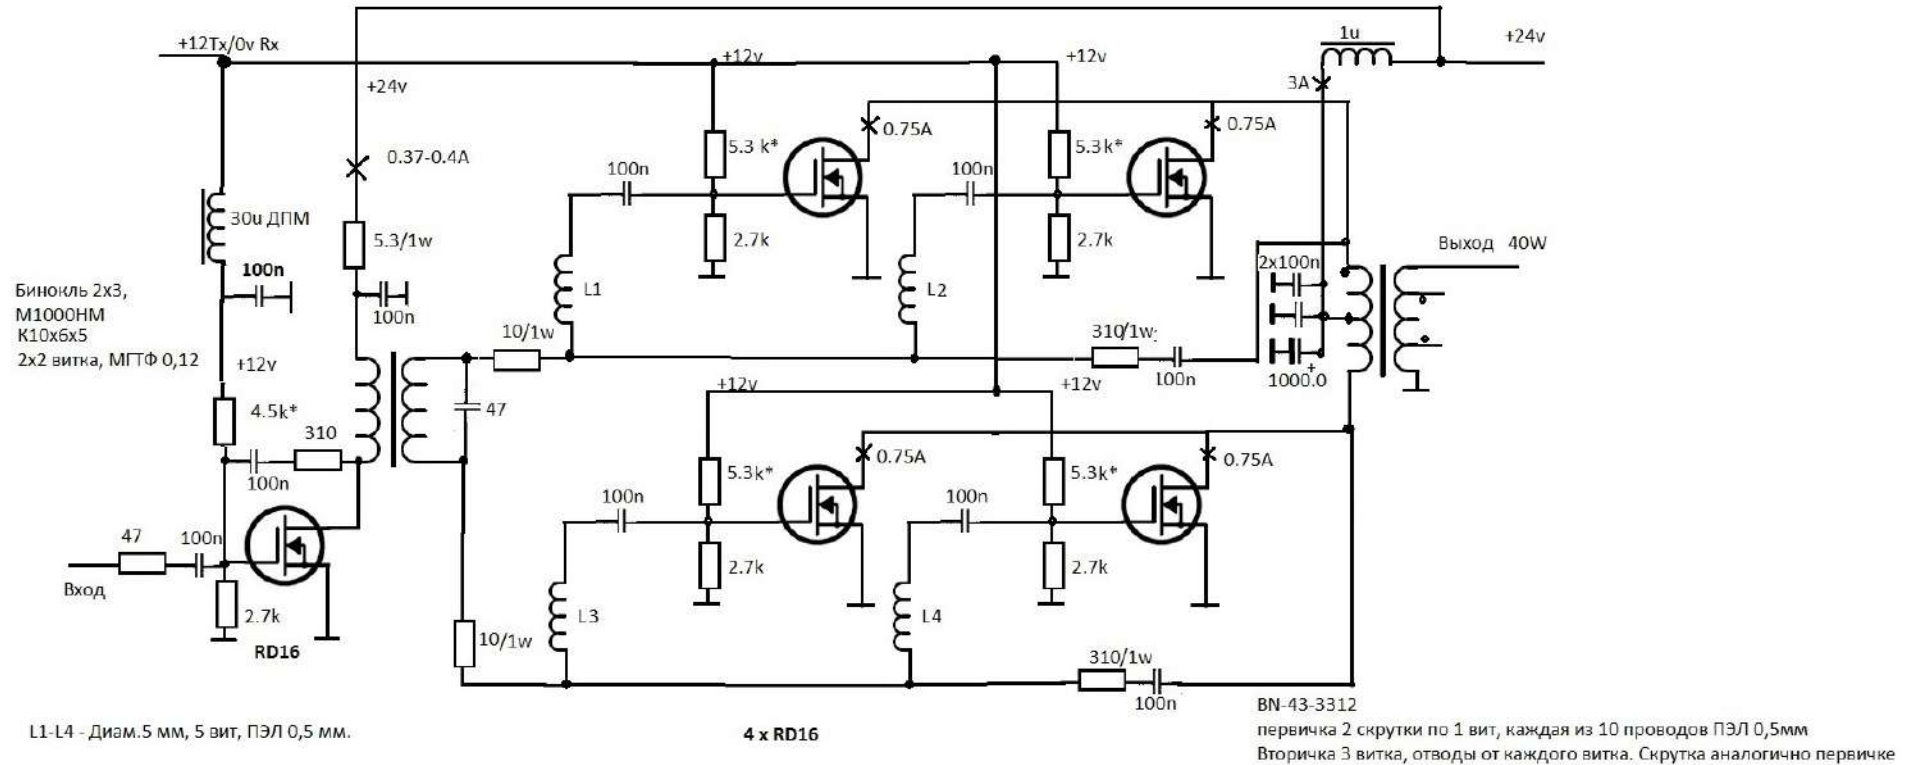 1u
+24v
+12Tx/0v Rx
+12v
+12v
+24v
3A
0.75A
0.75A
0.37-0.4A
5.3 k*
5.3k*
100n
100n
30u ДПМ
5.3/1w
2.7k
2.7k
Выход 40W
100n
2x100n
Бинокль 2x3,
M1000HM
K10x6x5
2x2 витка, МГТФ 0,12
L1
L2
100n
10/1w
310/1w
+12v
100n
1000.0
+
+12v
+12v
4.5k*
47
310
0.75A
0.75A
5.3k*
5.3k*
100n
100n
100n
47
100n
2.7k
2.7k
Вход
2.7k
L3
L4
10/1w
RD16
310/1w
100n
BN-43-3312
L1-L4 - Диам.5 мм, 5 вит, ПЭЛ 0,5 мм.
4 x RD16
первичка 2 скрутки по 1 вит, каждая из 10 проводов ПЭЛ 0,5мм
Вторичка 3 витка, отводы от каждого витка. Скрутка аналогично первичке